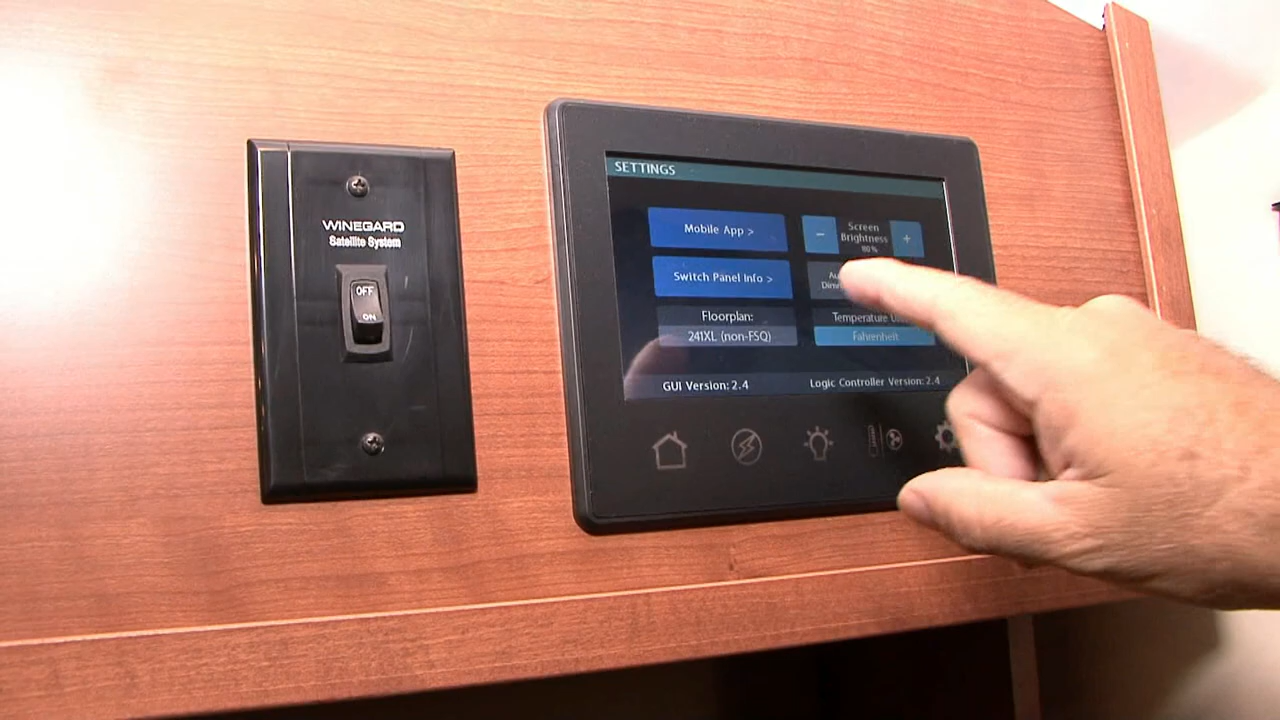 WINEGARD
Satellite System
OFF
ON
SETTINGS
Mobile App >
− Screen Brightness 80% +
Switch Panel Info >
Floorplan:
241XL (non-FSQ)
Temperature
Fahrenheit
GUI Version: 2.4
Logic Controller Version: 2.4